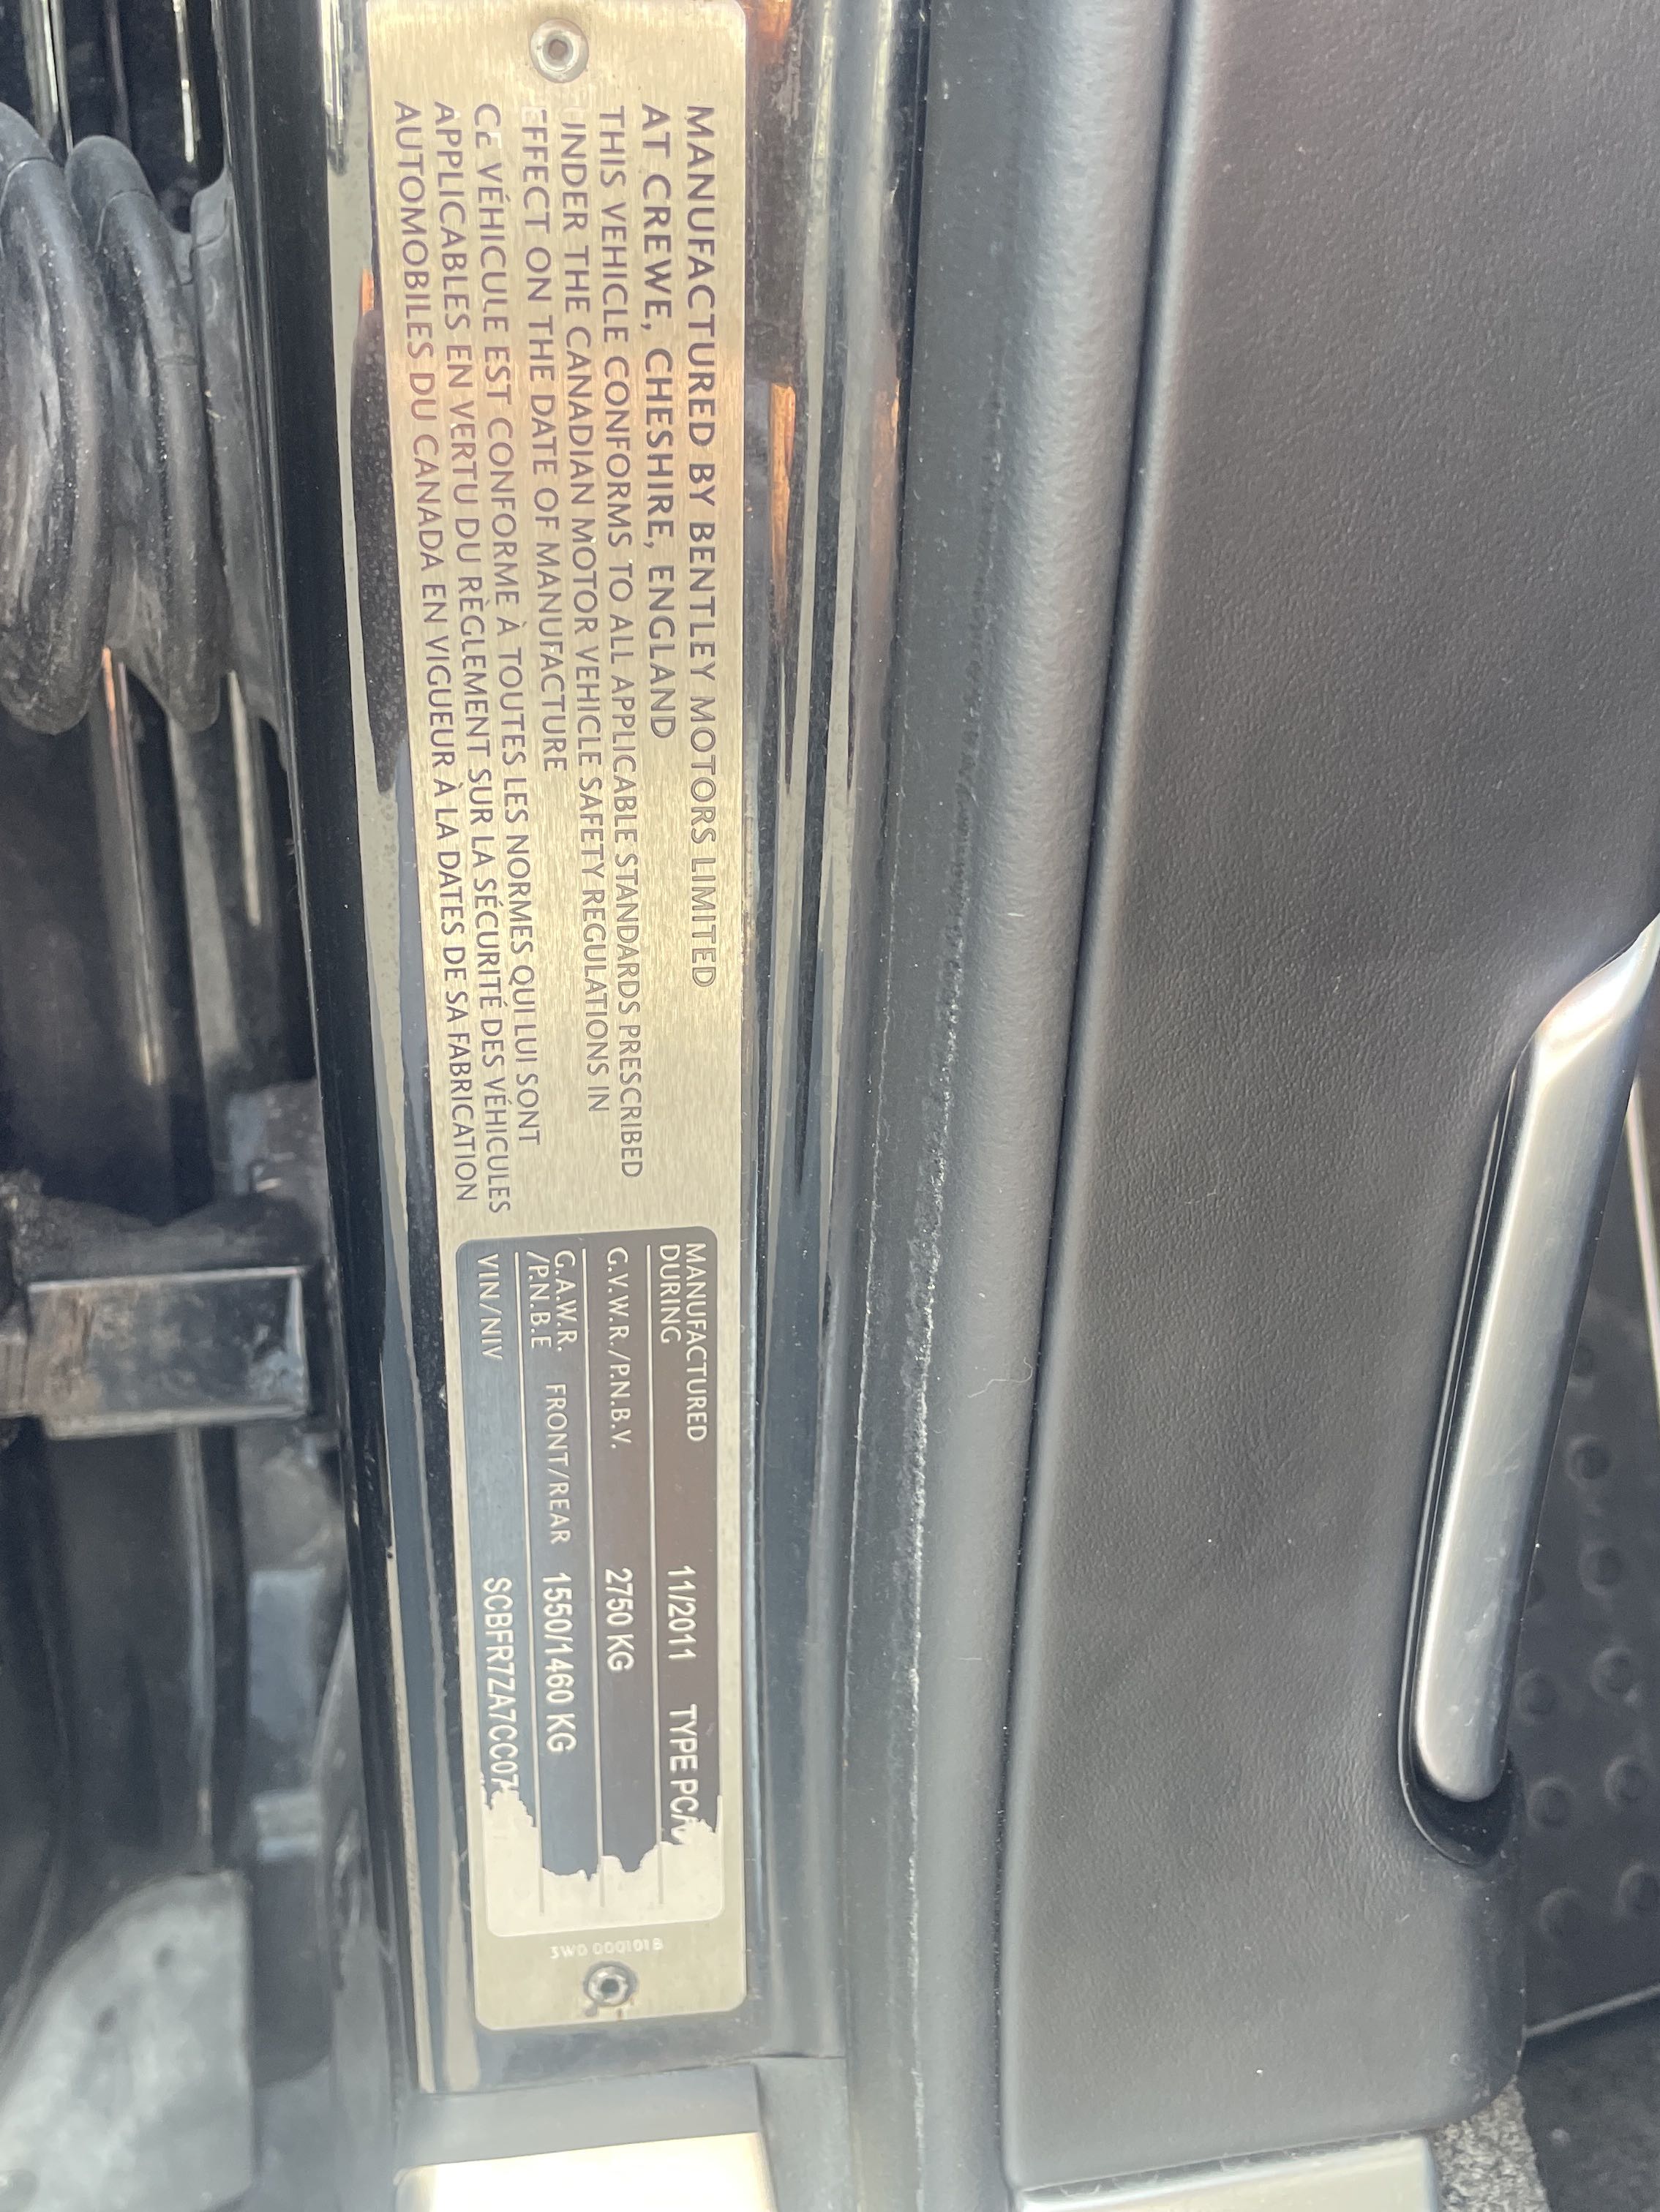 MANUFACTURED BY BENTLEY MOTORS LIMITED
AT CREWE, CHESHIRE, ENGLAND
THIS VEHICLE CONFORMS TO ALL APPLICABLE STANDARDS PRESCRIBED
UNDER THE CANADIAN MOTOR VEHICLE SAFETY REGULATIONS IN
EFFECT ON THE DATE OF MANUFACTURE
CE VÉHICULE EST CONFORME À TOUTES LES NORMES QUI LUI SONT
APPLICABLES EN VERTU DU RÈGLEMENT SUR LA SÉCURITÉ DES VÉHICULES
AUTOMOBILES DU CANADA EN VIGUEUR À LA DATES DE SA FABRICATION
MANUFACTURED
DURING 11/2011 TYPE
G.V.W.R./P.N.B.V. 2750 KG
G.A.W.R. FRONT/REAR 1550/1460 KG
/P.N.B.E
VIN/NIV SCBFR7ZA7CC07
3W0 000101B